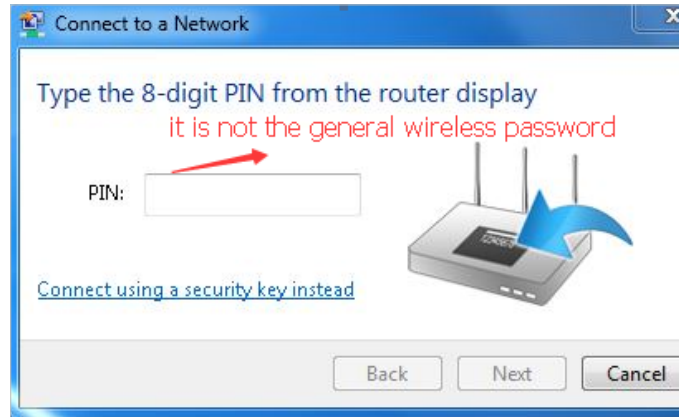 Connect to a Network
X
Type the 8-digit PIN from the router display
it is not the general wireless password
PIN:
12345670
Connect using a security key instead
Back
Next
Cancel